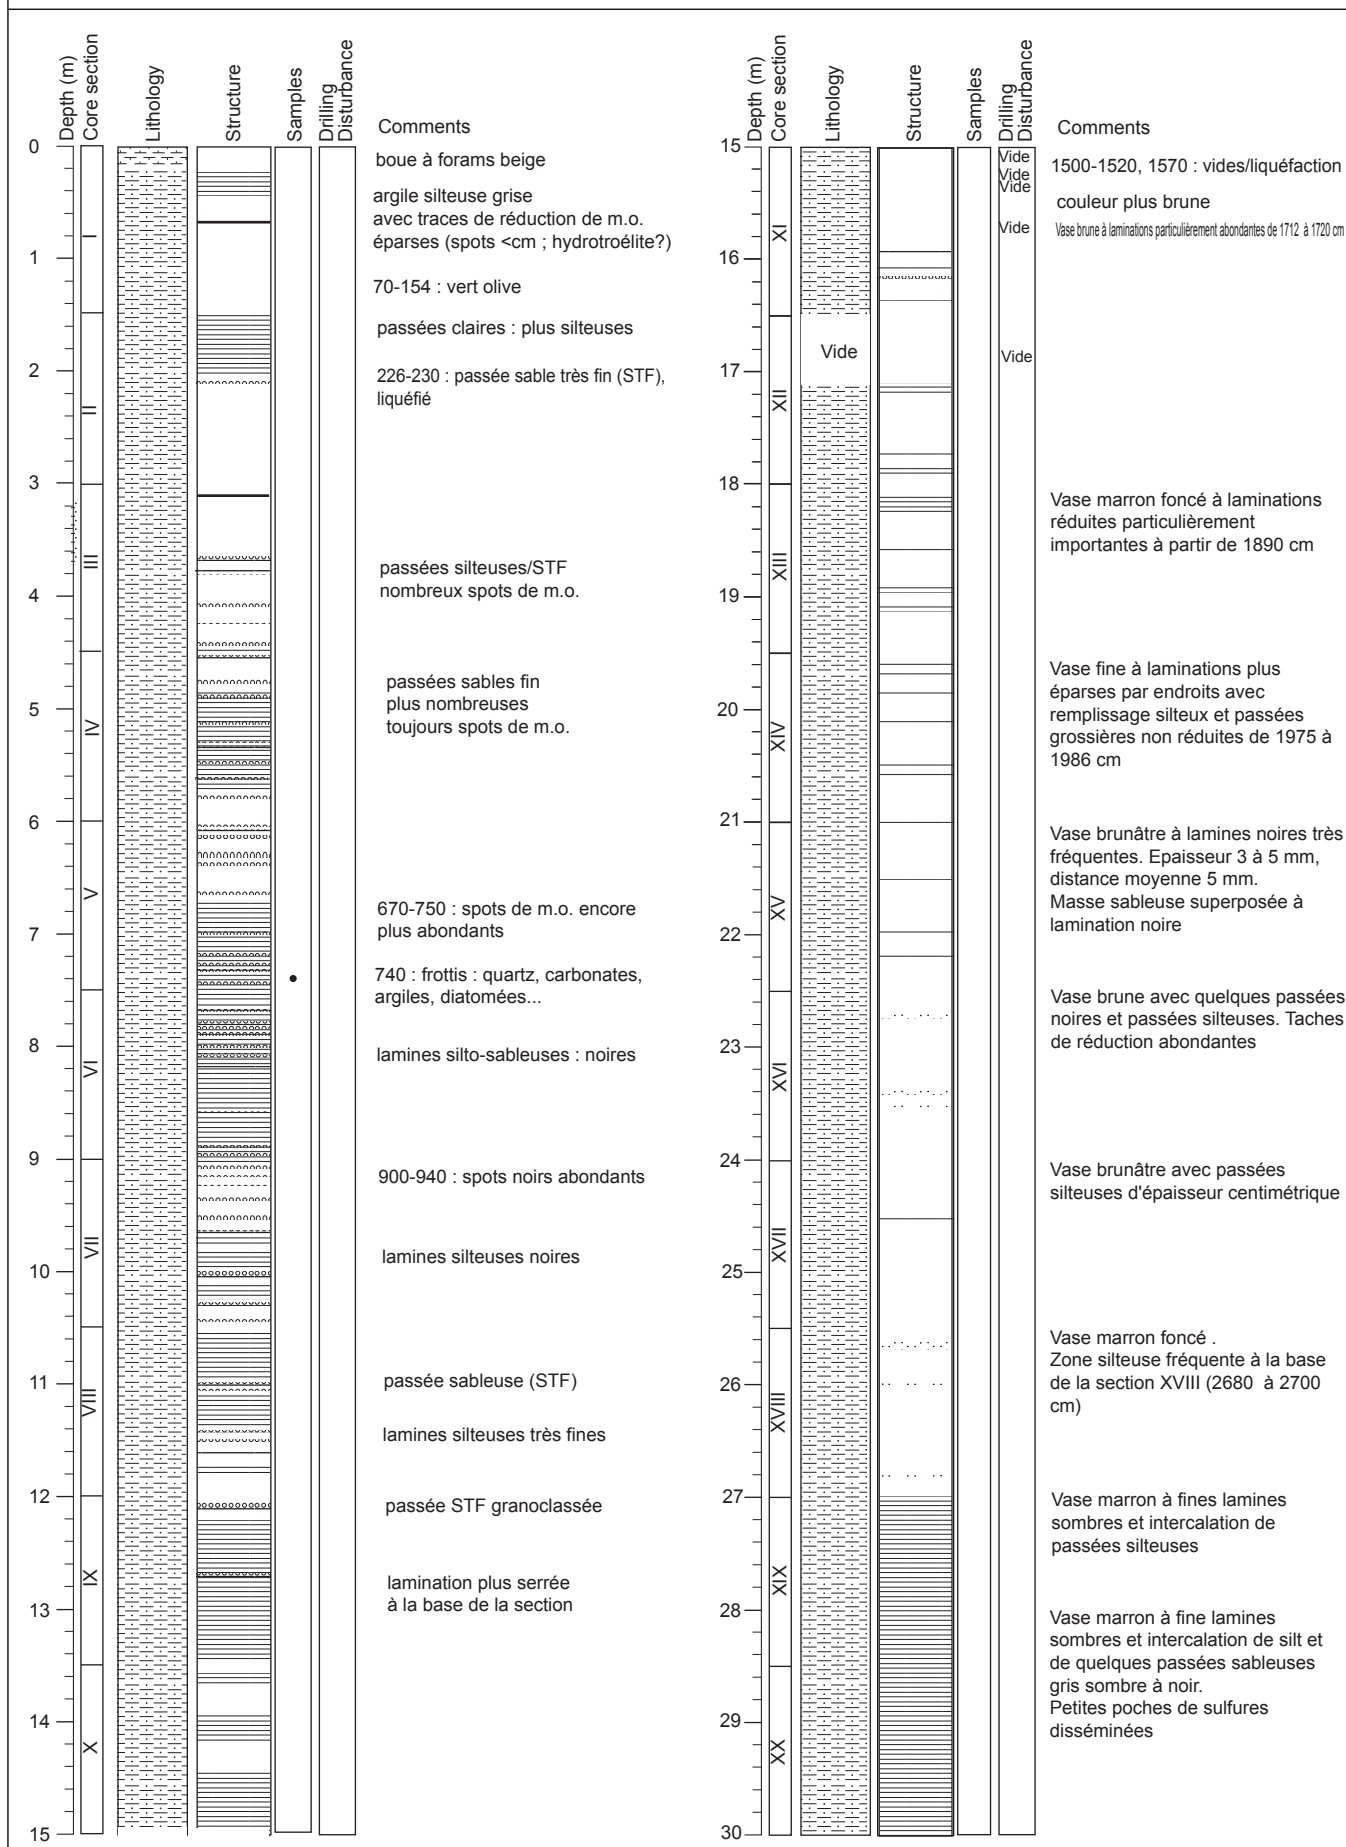 Depth (m)
Core section
Lithology
Structure
Samples
Drilling
Disturbance
Comments
0
1
2
3
4
5
6
7
8
9
10
11
12
13
14
15
I
II
III
IV
V
VI
VII
VIII
IX
X
boue à forams beige
argile silteuse grise
avec traces de réduction de m.o.
éparses (spots <cm ; hydrotroélite?)
70-154 : vert olive
passées claires : plus silteuses
226-230 : passée sable très fin (STF),
liquéfié
passées silteuses/STF
nombreux spots de m.o.
passées sables fin
plus nombreuses
toujours spots de m.o.
670-750 : spots de m.o. encore
plus abondants
740 : frottis : quartz, carbonates,
argiles, diatomées...
lamines silto-sableuses : noires
900-940 : spots noirs abondants
lamines silteuses noires
passée sableuse (STF)
lamines silteuses très fines
passée STF granoclassée
lamination plus serrée
à la base de la section
Depth (m)
Core section
Lithology
Structure
Samples
Drilling
Disturbance
Comments
15
16
17
18
19
20
21
22
23
24
25
26
27
28
29
30
XI
XII
XIII
XIV
XV
XVI
XVII
XVIII
XIX
XX
Vide
Vide
Vide
Vide
Vide
Vide
1500-1520, 1570 : vides/liquéfaction
couleur plus brune
Vase brune à laminations particulièrement abondantes de 1712 à 1720 cm
Vase marron foncé à laminations
réduites particulièrement
importantes à partir de 1890 cm
Vase fine à laminations plus
éparses par endroits avec
remplissage silteux et passées
grossières non réduites de 1975 à
1986 cm
Vase brunâtre à lamines noires très
fréquentes. Epaisseur 3 à 5 mm,
distance moyenne 5 mm.
Masse sableuse superposée à
lamination noire
Vase brune avec quelques passées
noires et passées silteuses. Taches
de réduction abondantes
Vase brunâtre avec passées
silteuses d'épaisseur centimétrique
Vase marron foncé .
Zone silteuse fréquente à la base
de la section XVIII (2680 à 2700
cm)
Vase marron à fines lamines
sombres et intercalation de
passées silteuses
Vase marron à fine lamines
sombres et intercalation de silt et
de quelques passées sableuses
gris sombre à noir.
Petites poches de sulfures
disséminées